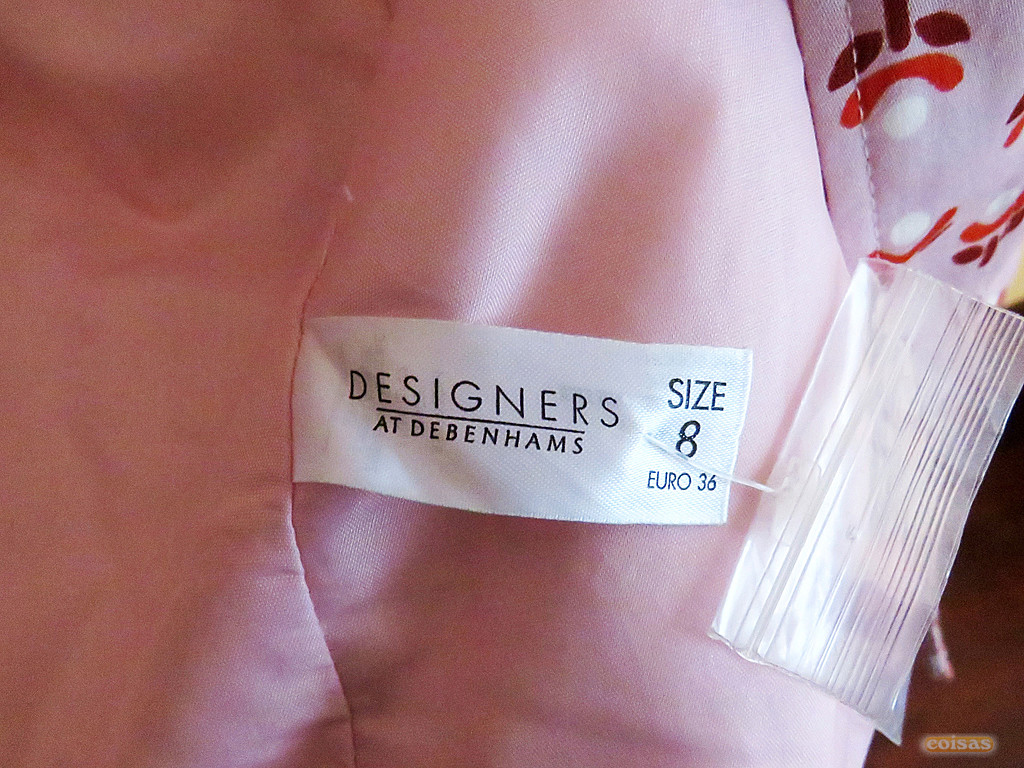 DESIGNERS
AT DEBENHAMS
SIZE
8
EURO 36
coisas